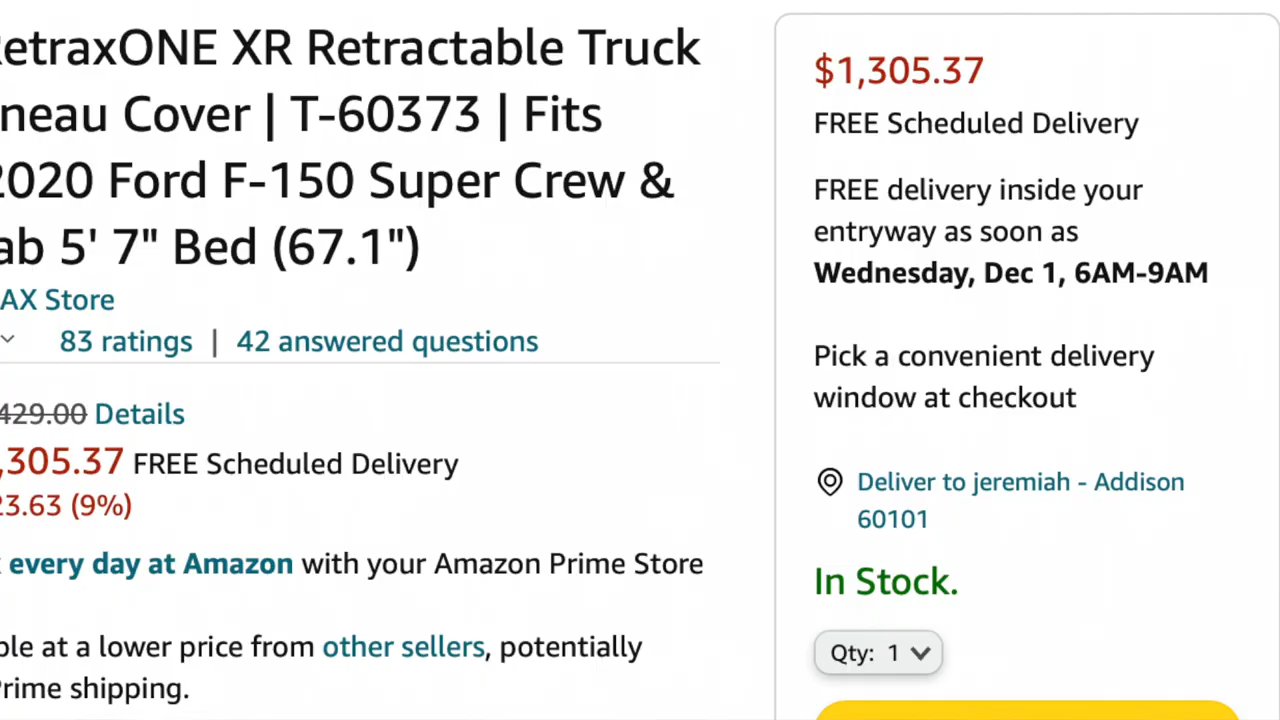 etraxONE XR Retractable Truck
neau Cover | T-60373 | Fits
2020 Ford F-150 Super Crew &
ab 5' 7" Bed (67.1")
AX Store
83 ratings | 42 answered questions
429.00 Details
,305.37 FREE Scheduled Delivery
23.63 (9%)
every day at Amazon with your Amazon Prime Store
ble at a lower price from other sellers, potentially
Prime shipping.
$1,305.37
FREE Scheduled Delivery
FREE delivery inside your
entryway as soon as
Wednesday, Dec 1, 6AM-9AM
Pick a convenient delivery
window at checkout
Deliver to jeremiah - Addison
60101
In Stock.
Qty: 1